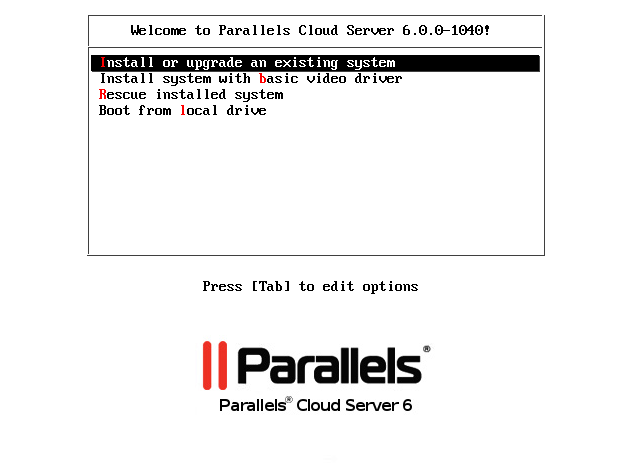 Welcome to Parallels Cloud Server 6.0.0-1040!
Install or upgrade an existing system
Install system with basic video driver
Rescue installed system
Boot from local drive
Press [Tab] to edit options
Parallels®
Parallels® Cloud Server 6